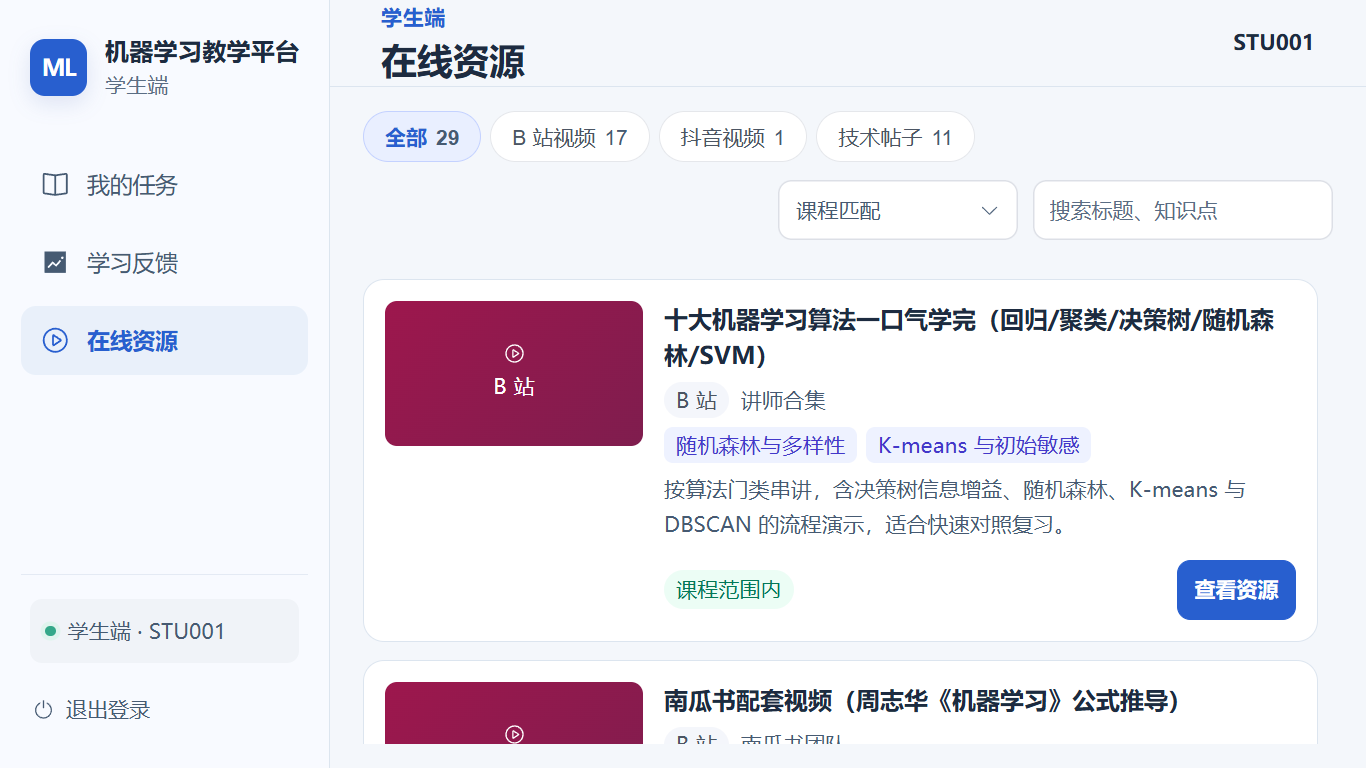 ML
机器学习教学平台
学生端
我的任务
学习反馈
在线资源
学生端 · STU001
退出登录
学生端
在线资源
STU001
全部 29
B 站视频 17
抖音视频 1
技术帖子 11
课程匹配
搜索标题、知识点
B 站
十大机器学习算法一口气学完（回归/聚类/决策树/随机森
林/SVM）
B 站 讲师合集
随机森林与多样性 K-means 与初始敏感
按算法门类串讲，含决策树信息增益、随机森林、K-means 与
DBSCAN 的流程演示，适合快速对照复习。
课程范围内
查看资源
南瓜书配套视频（周志华《机器学习》公式推导）
B 站 南瓜书团队